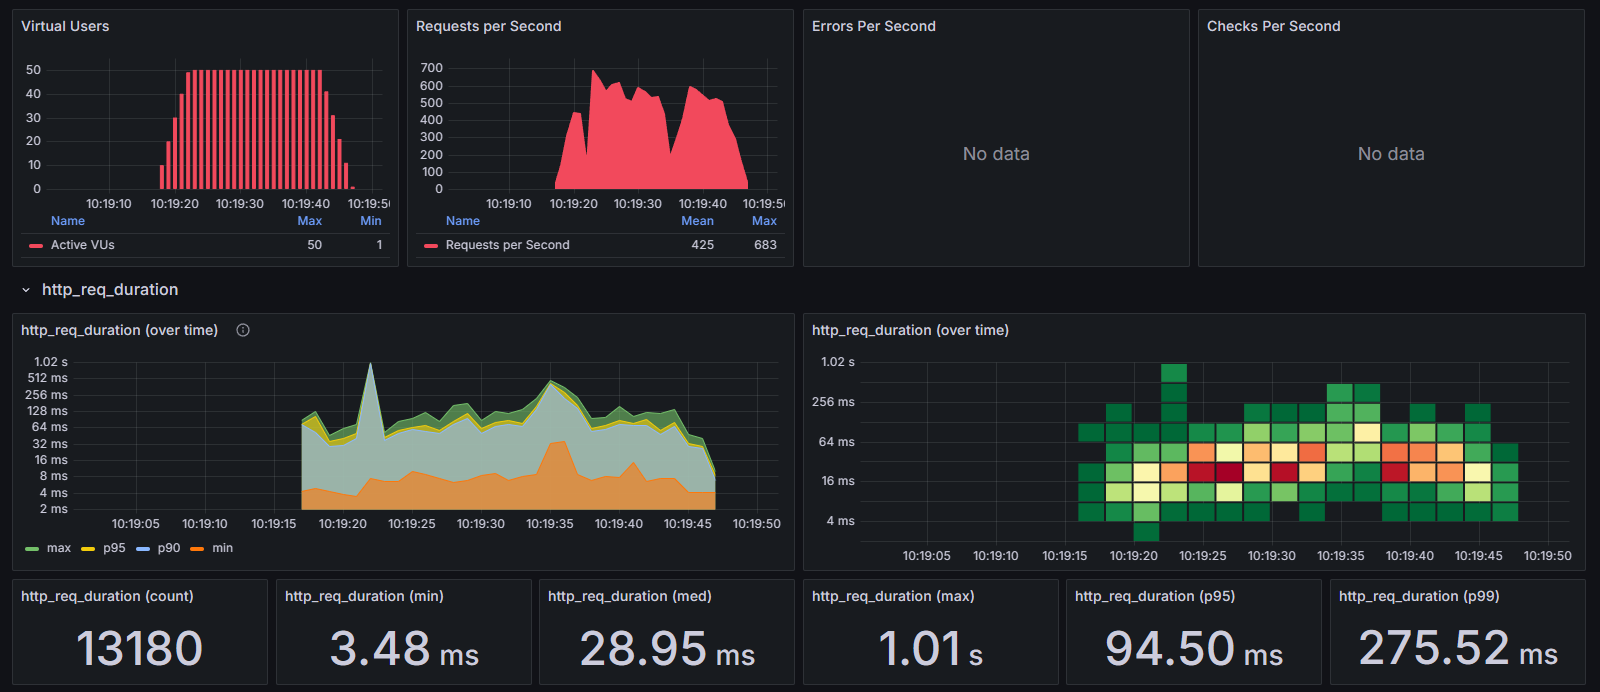 Virtual Users
50
40
30
20
10
0
10:19:10 10:19:20 10:19:30 10:19:40 10:19:5
Name Max Min
Active VUs 50 1
Requests per Second
700
600
500
400
300
200
100
0
10:19:10 10:19:20 10:19:30 10:19:40 10:19:5
Name Mean Max
Requests per Second 425 683
Errors Per Second
No data
Checks Per Second
No data
http_req_duration
http_req_duration (over time)
1.02 s
512 ms
256 ms
128 ms
64 ms
32 ms
16 ms
8 ms
4 ms
2 ms
10:19:05 10:19:10 10:19:15 10:19:20 10:19:25 10:19:30 10:19:35 10:19:40 10:19:45 10:19:50
max p95 p90 min
http_req_duration (over time)
1.02 s
256 ms
64 ms
16 ms
4 ms
10:19:05 10:19:10 10:19:15 10:19:20 10:19:25 10:19:30 10:19:35 10:19:40 10:19:45 10:19:50
http_req_duration (count)
13180
http_req_duration (min)
3.48 ms
http_req_duration (med)
28.95 ms
http_req_duration (max)
1.01 s
http_req_duration (p95)
94.50 ms
http_req_duration (p99)
275.52 ms